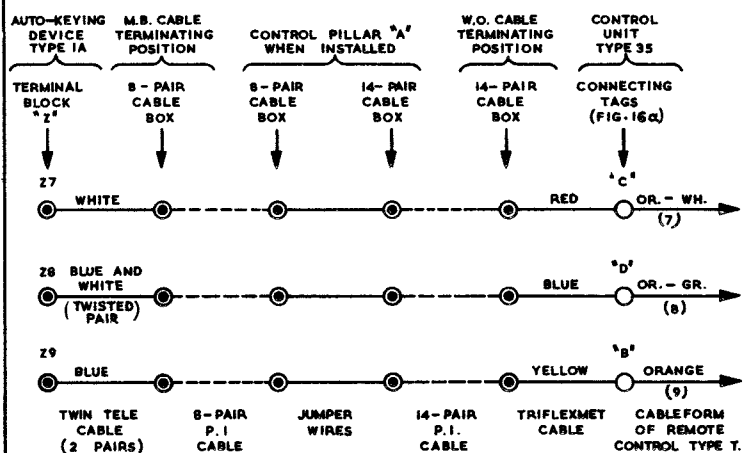 AUTO-KEYING DEVICE TYPE 1A
M.B. CABLE TERMINATING POSITION
CONTROL PILLAR "A" WHEN INSTALLED
W.O. CABLE TERMINATING POSITION
CONTROL UNIT TYPE 35
TERMINAL BLOCK "Z"
8-PAIR CABLE BOX
8-PAIR CABLE BOX
14-PAIR CABLE BOX
14-PAIR CABLE BOX
CONNECTING TAGS (FIG.16a)
Z7
WHITE
RED
"C"
OR.-WH.
(7)
Z8
BLUE AND WHITE
(TWISTED PAIR)
BLUE
"D"
OR.-GR.
(8)
Z9
BLUE
YELLOW
"B"
ORANGE
(9)
TWIN TELE CABLE (2 PAIRS)
8-PAIR P.I CABLE
JUMPER WIRES
14-PAIR P.I. CABLE
TRIFLEXMET CABLE
CABLEFORM OF REMOTE CONTROL TYPE T.